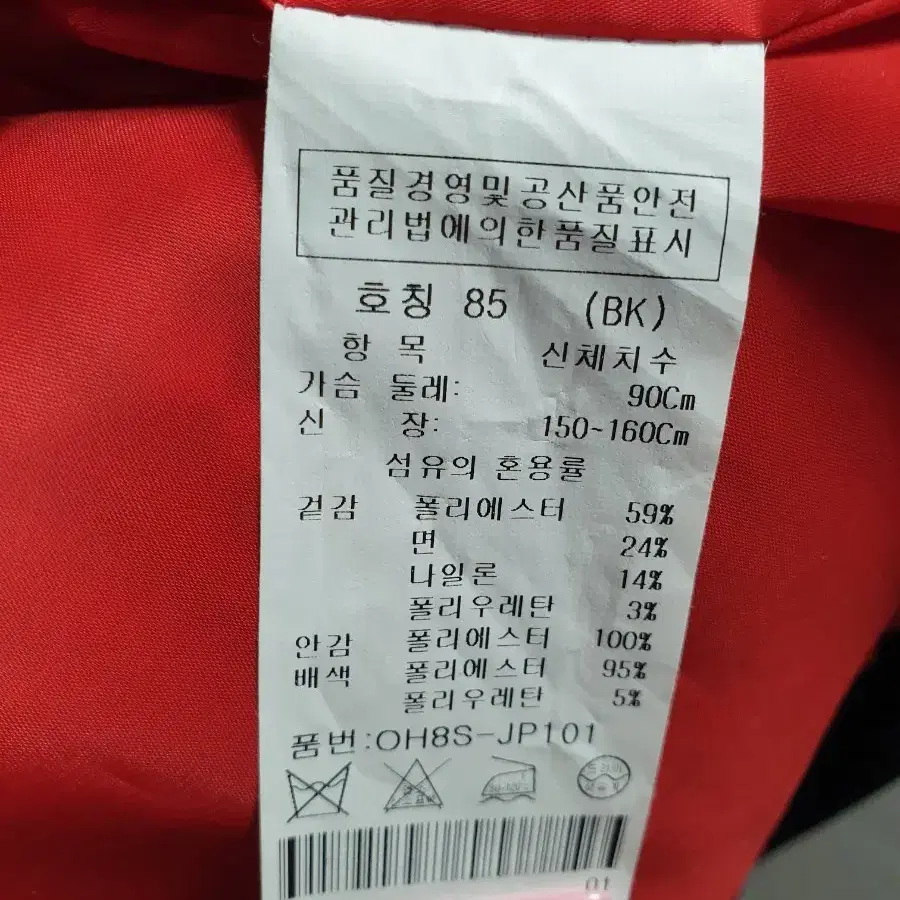 품질경영및공산품안전
관리법에의한품질표시
호칭 85 (BK)
항 목 신체치수
가슴 둘레: 90Cm
신 장: 150~160Cm
섬유의 혼용률
겉감 폴리에스터 59%
면 24%
나일론 14%
폴리우레탄 3%
안감 폴리에스터 100%
배색 폴리에스터 95%
폴리우레탄 5%
품번:OH8S-JP101
01